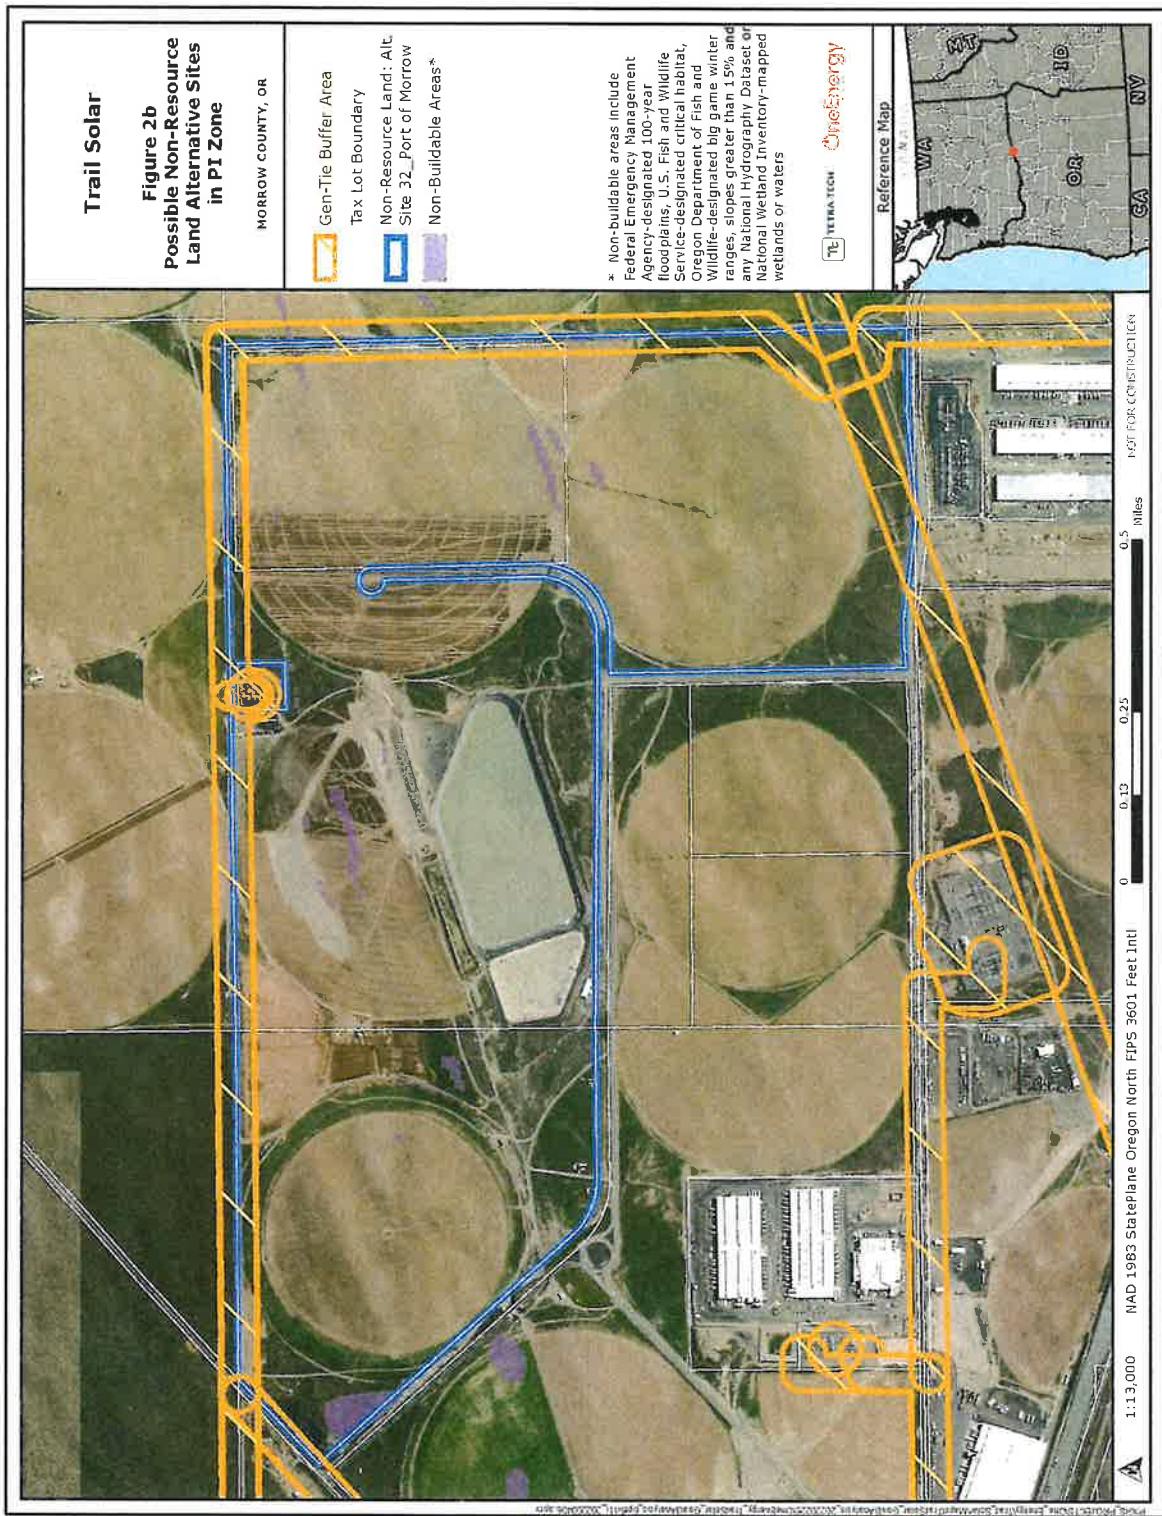 Trail Solar
Figure 2b
Possible Non-Resource
Land Alternative Sites
in PI Zone
MORROW COUNTY, OR
Gen-Tie Buffer Area
Tax Lot Boundary
Non-Resource Land: Alt.
Site 32_Port of Morrow
Non-Buildable Areas*
* Non-buildable areas include
Federal Emergency Management
Agency-designated 100-year
floodplains, U.S. Fish and Wildlife
Service-designated critical habitat,
Oregon Department of Fish and
Wildlife-designated big game winter
ranges, slopes greater than 15% and
any National Hydrography Dataset or
National Wetland Inventory-mapped
wetlands or waters
TETRA TECH
OneEnergy
Reference Map
WA
MT
OR
ID
CA
NV
1:13,000
NAD 1983 StatePlane Oregon North FIPS 3601 Feet Intl
0
0.13
0.25
0.5
Miles
NOT FOR CONSTRUCTION